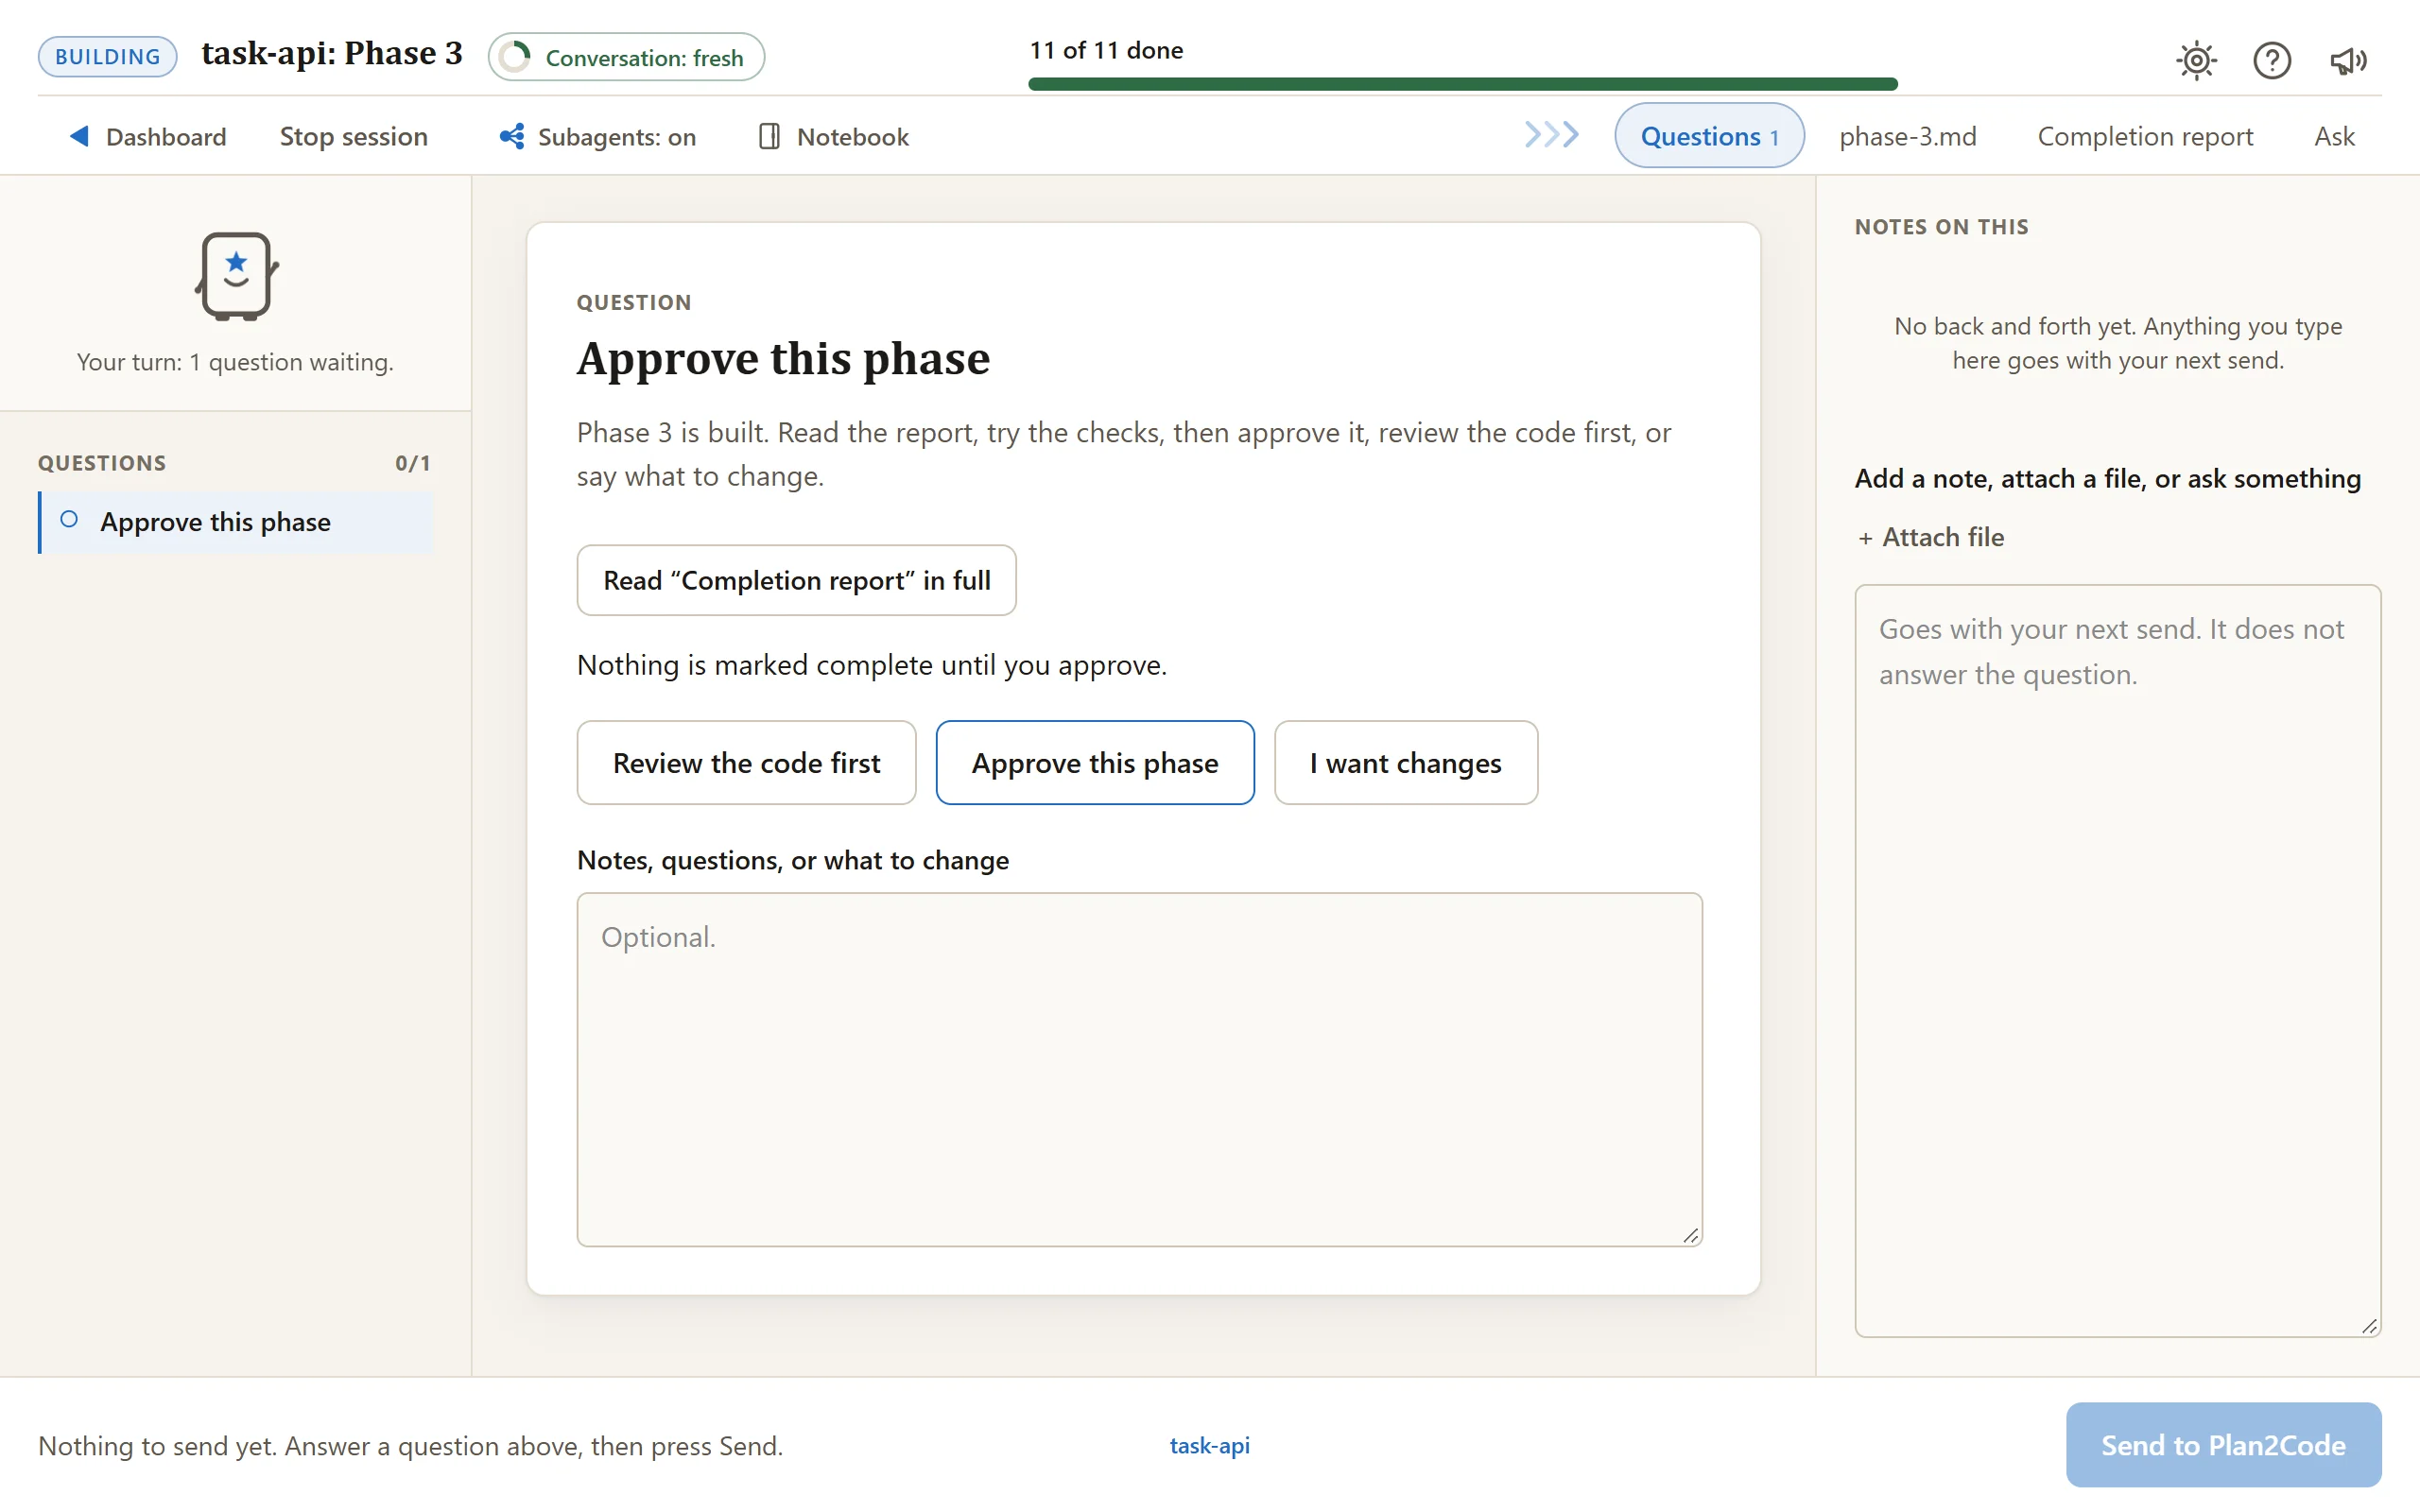 BUILDING
task-api: Phase 3
Conversation: fresh
11 of 11 done
Dashboard
Stop session
Subagents: on
Notebook
Questions 1
phase-3.md
Completion report
Ask
Your turn: 1 question waiting.
QUESTIONS
0/1
Approve this phase
QUESTION
Approve this phase
Phase 3 is built. Read the report, try the checks, then approve it, review the code first, or
say what to change.
Read “Completion report” in full
Nothing is marked complete until you approve.
Review the code first
Approve this phase
I want changes
Notes, questions, or what to change
Optional.
NOTES ON THIS
No back and forth yet. Anything you type
here goes with your next send.
Add a note, attach a file, or ask something
+ Attach file
Goes with your next send. It does not
answer the question.
Nothing to send yet. Answer a question above, then press Send.
task-api
Send to Plan2Code